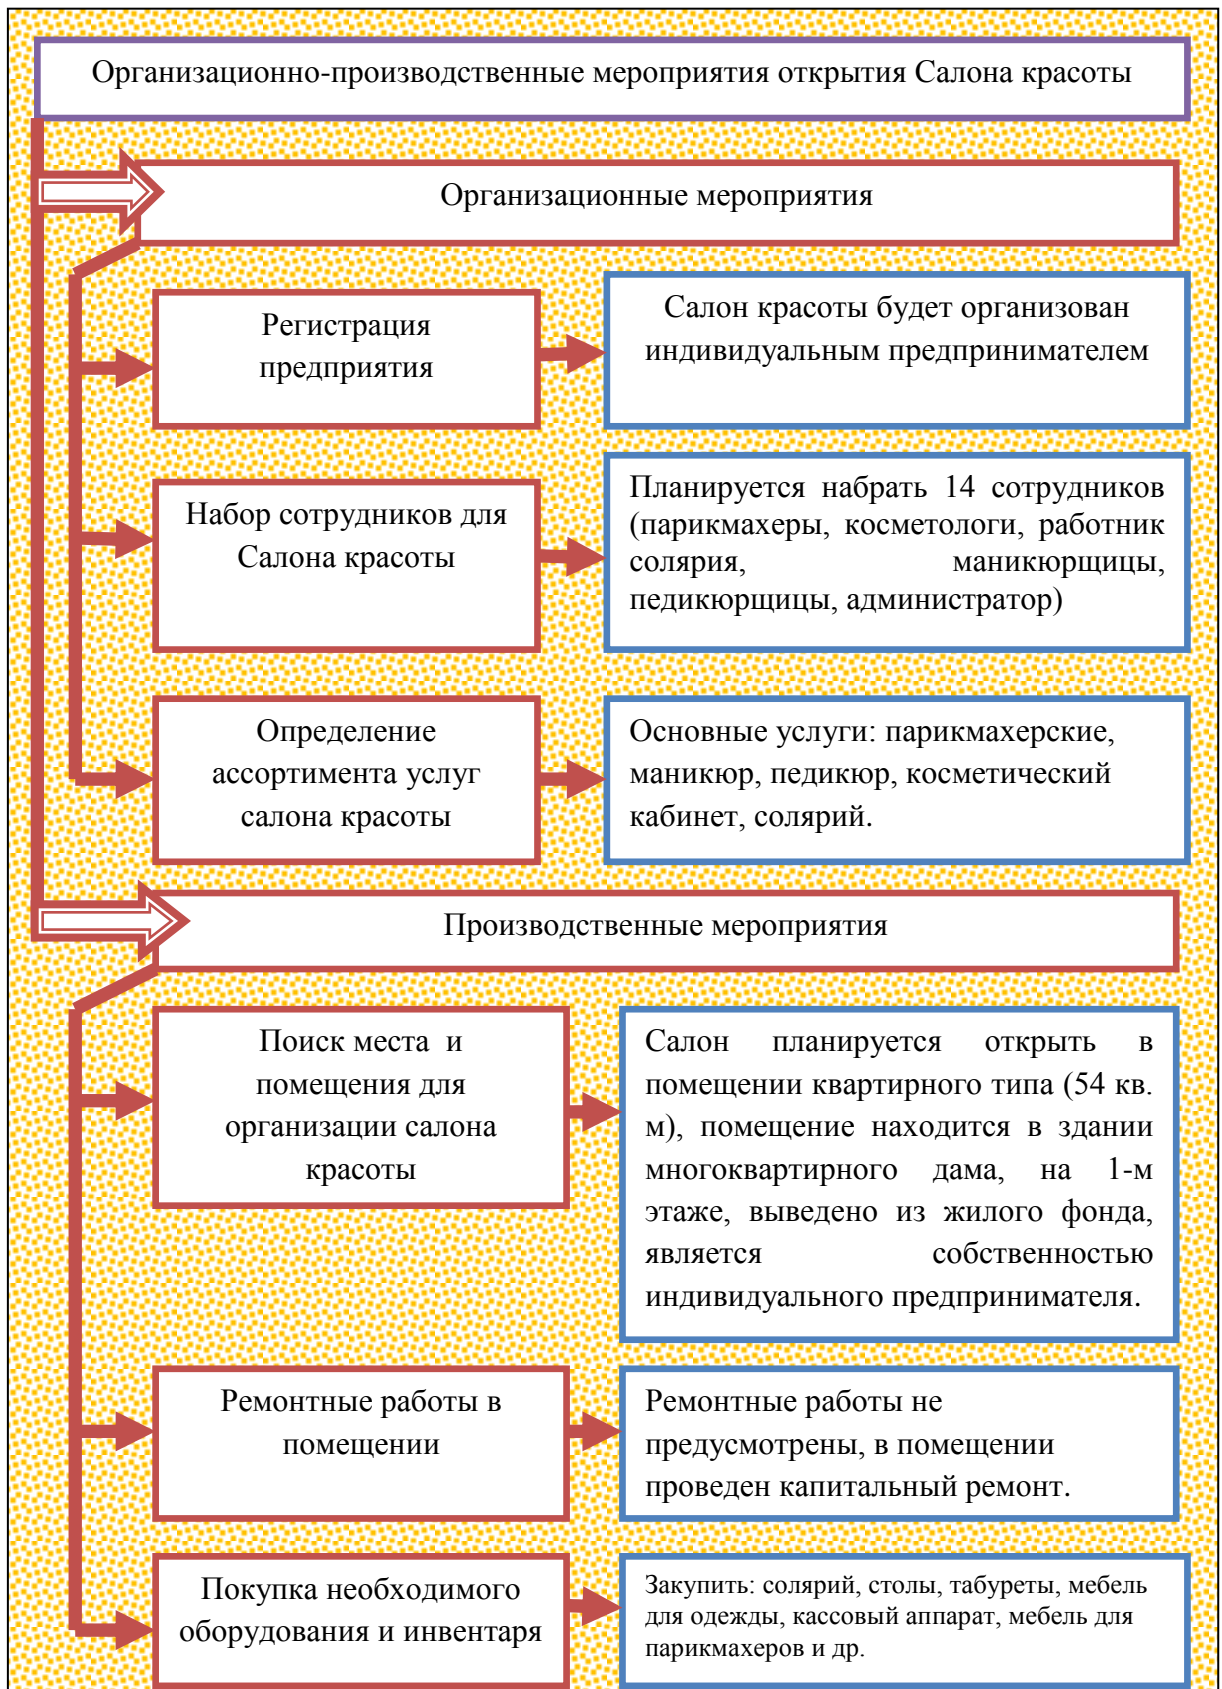 Организационно-производственные мероприятия открытия Салона красоты
Организационные мероприятия
Регистрация
предприятия
Салон красоты будет организован
индивидуальным предпринимателем
Набор сотрудников для
Салона красоты
Планируется набрать 14 сотрудников
(парикмахеры, косметологи, работник
солярия, маникюрщицы,
педикюрщицы, администратор)
Определение
ассортимента услуг
салона красоты
Основные услуги: парикмахерские,
маникюр, педикюр, косметический
кабинет, солярий.
Производственные мероприятия
Поиск места и
помещения для
организации салона
красоты
Салон планируется открыть в
помещении квартирного типа (54 кв.
м), помещение находится в здании
многоквартирного дама, на 1-м
этаже, выведено из жилого фонда,
является собственностью
индивидуального предпринимателя.
Ремонтные работы в
помещении
Ремонтные работы не
предусмотрены, в помещении
проведен капитальный ремонт.
Покупка необходимого
оборудования и инвентаря
Закупить: солярий, столы, табуреты, мебель
для одежды, кассовый аппарат, мебель для
парикмахеров и др.